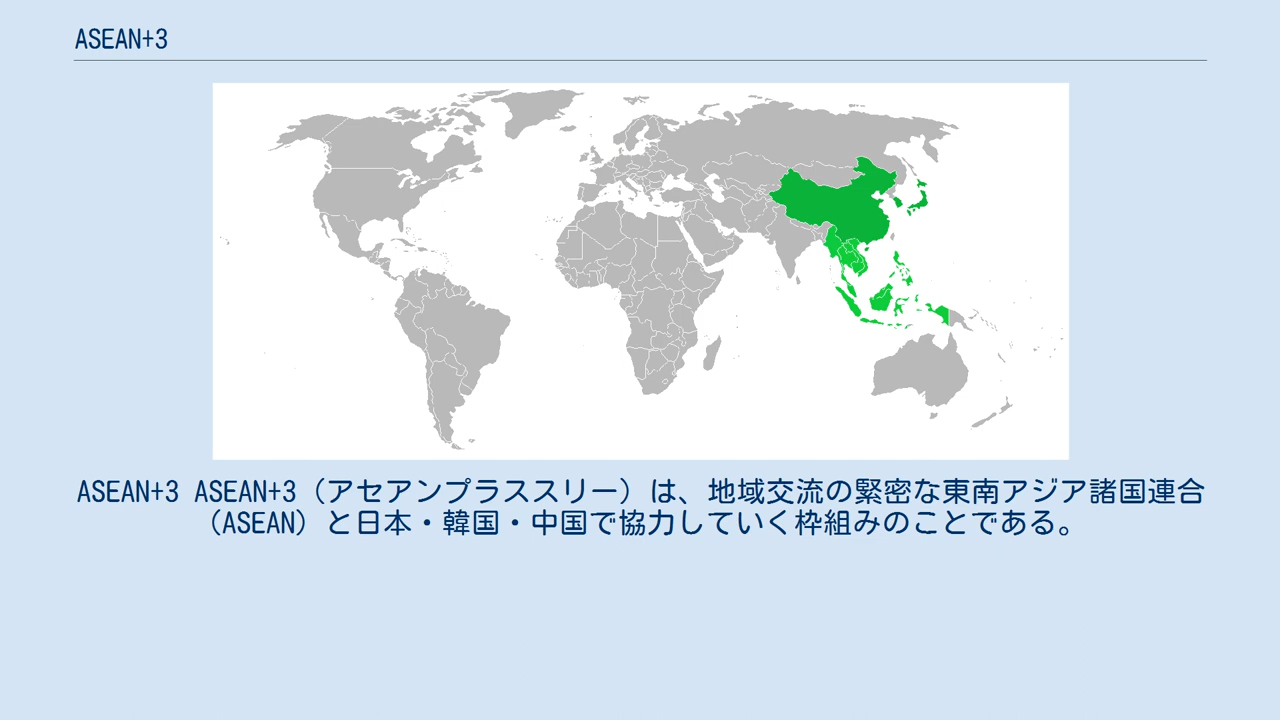 ASEAN+3
ASEAN+3 ASEAN+3（アセアンプラススリー）は、地域交流の緊密な東南アジア諸国連合
（ASEAN）と日本・韓国・中国で協力していく枠組みのことである。